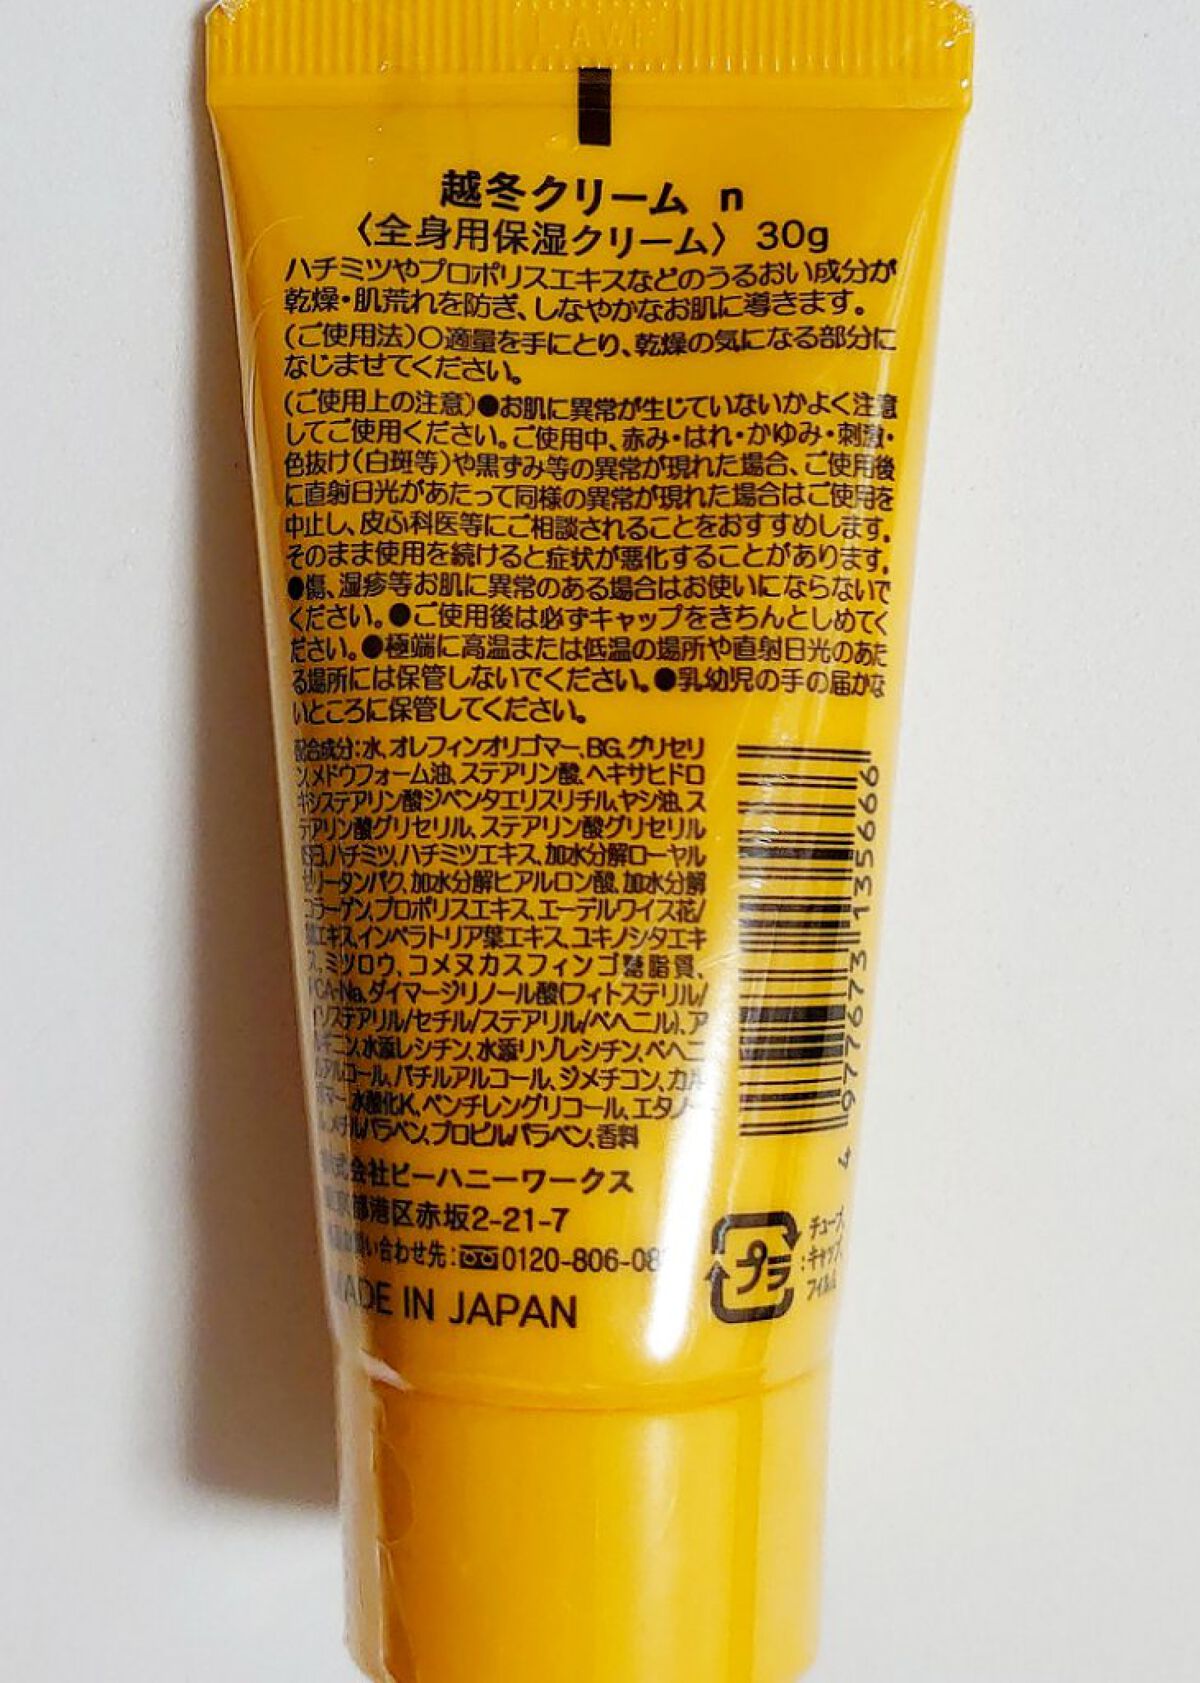 越冬クリーム n
〈全身用保湿クリーム〉 30g
ハチミツやプロポリスエキスなどのうるおい成分が
乾燥・肌荒れを防ぎ、しなやかなお肌に導きます。
(ご使用法)○適量を手にとり、乾燥の気になる部分に
なじませてください。
(ご使用上の注意)●お肌に異常が生じていないかよく注意
してご使用ください。ご使用中、赤み・はれ・かゆみ・刺激・
色抜け(白斑等)や黒ずみ等の異常が現れた場合、ご使用後
に直射日光があたって同様の異常が現れた場合はご使用を
中止し、皮ふ科医等にご相談されることをおすすめします。
そのまま使用を続けると症状が悪化することがあります。
●傷、湿疹等お肌に異常のある場合はお使いにならないで
ください。●ご使用後は必ずキャップをきちんとしめてく
ださい。●極端に高温または低温の場所や直射日光のあた
る場所には保管しないでください。●乳幼児の手の届かな
いところに保管してください。
配合成分:水、オレフィンオリゴマー、BG、グリセリ
ン、メドウフォーム油、ステアリン酸、ヘキサヒドロ
キシステアリン酸ジペンタエリスリチル、ヤシ油、ス
テアリン酸グリセリル、ステアリン酸グリセリル
、ハチミツ、ハチミツエキス、加水分解ローヤル
ゼリータンパク、加水分解ヒアルロン酸、加水分解
コラーゲン、プロポリスエキス、エーデルワイス花/
葉エキス、インペラトリア葉エキス、ユキノシタエキ
ス、ミツロウ、コメヌカスフィンゴ糖脂質、
CA-Na、ダイマージリノール酸(フィトステリル/
イソステアリル/セチル/ステアリル/ベヘニル)、ア
ルギニン、水添レシチン、水添リゾレシチン、ベヘニ
ルアルコール、バチルアルコール、ジメチコン、カル
マー、水酸化K、ペンチレングリコール、エタノー
ル、メチルパラベン、プロピルパラベン、香料
株式会社ビーハニーワークス
東京都港区赤坂2-21-7
問い合わせ先:0120-806-08
MADE IN JAPAN
4 977673 135666
プラ
チューブ、
:キャップ、
フィルム